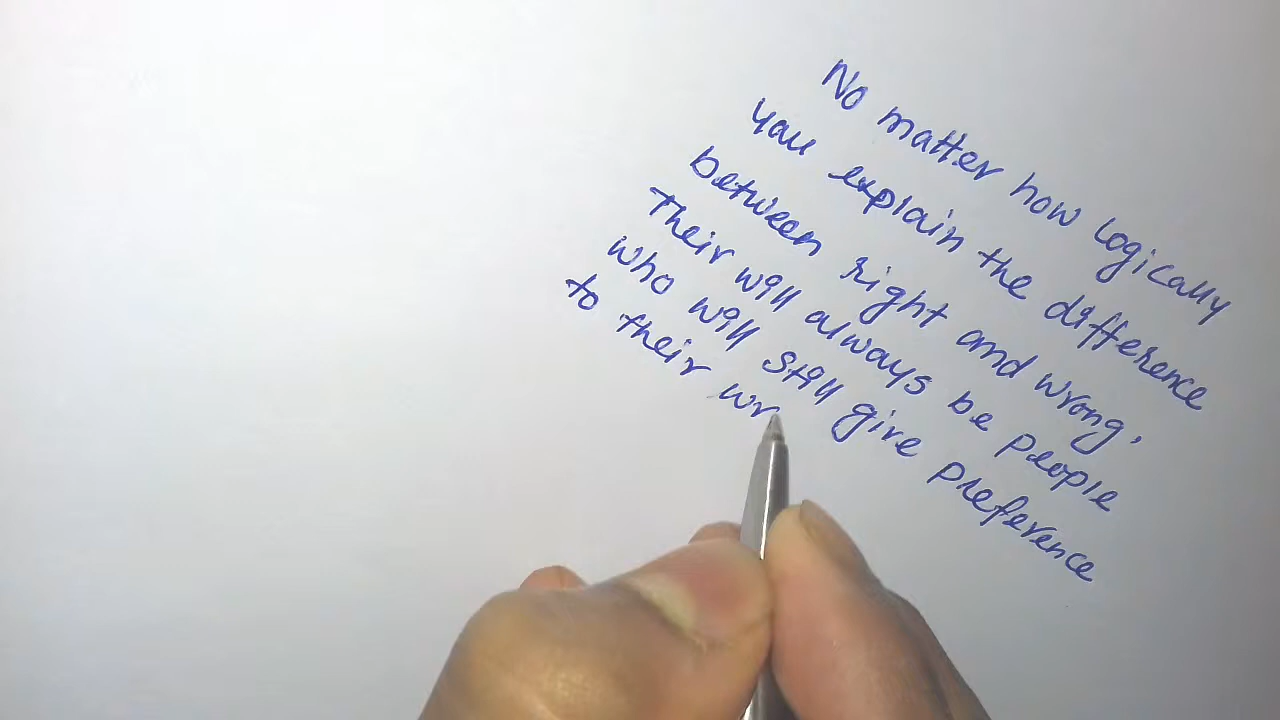 No matter how logically
you explain the difference
between right and wrong,
Their will always be people
who will still give preference
to their wr